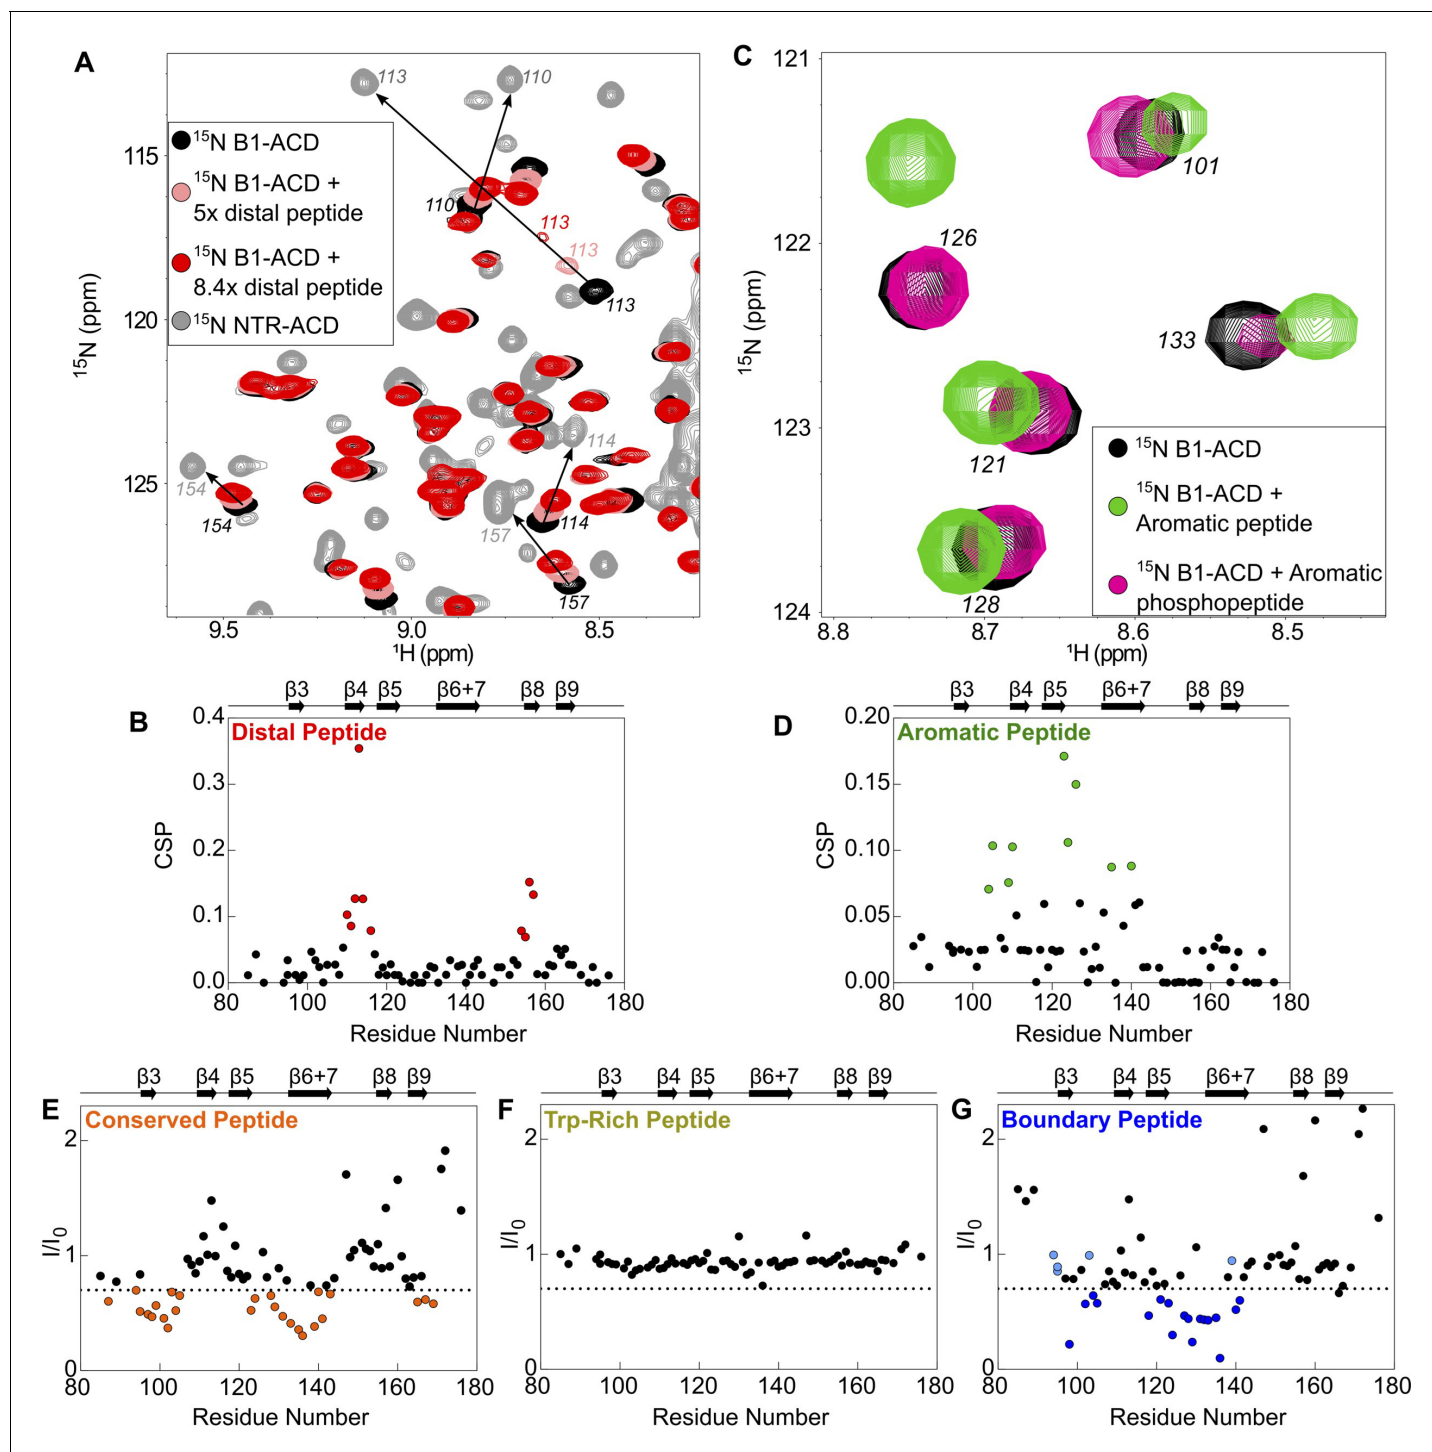 A
113
110
115
¹⁵N B1-ACD
¹⁵N B1-ACD +
5x distal peptide
¹⁵N B1-ACD +
8.4x distal peptide
¹⁵N NTR-ACD
110
113
113
113
120
125
¹⁵N (ppm)
154
154
114
114
157
157
9.5
9.0
8.5
¹H (ppm)
C
121
122
123
124
¹⁵N (ppm)
101
126
133
121
128
¹⁵N B1-ACD
¹⁵N B1-ACD +
Aromatic peptide
¹⁵N B1-ACD + Aromatic
phosphopeptide
8.8
8.7
8.6
8.5
¹H (ppm)
β3 β4 β5 β6+7 β8 β9
B
Distal Peptide
0.4
0.3
0.2
0.1
0.0
CSP
80 100 120 140 160 180
Residue Number
β3 β4 β5 β6+7 β8 β9
D
Aromatic Peptide
0.20
0.15
0.10
0.05
0.00
CSP
80 100 120 140 160 180
Residue Number
β3 β4 β5 β6+7 β8 β9
E
Conserved Peptide
2
1
0
I/I₀
80 100 120 140 160 180
Residue Number
β3 β4 β5 β6+7 β8 β9
F
Trp-Rich Peptide
2
1
0
I/I₀
80 100 120 140 160 180
Residue Number
β3 β4 β5 β6+7 β8 β9
G
Boundary Peptide
2
1
0
I/I₀
80 100 120 140 160 180
Residue Number